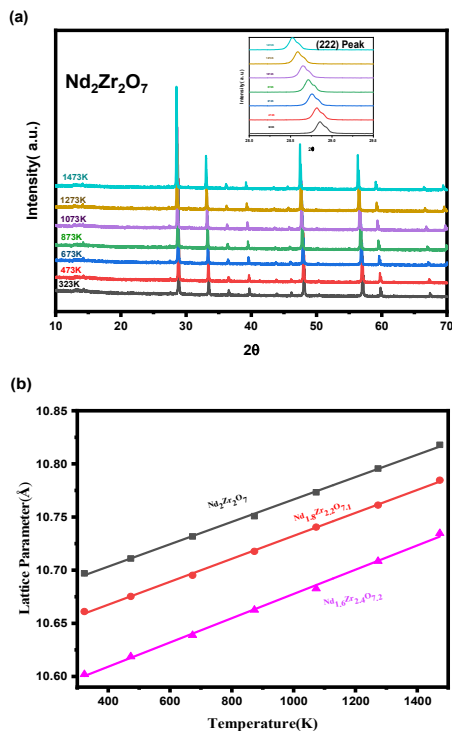 (a)
(222) Peak
Nd₂Zr₂O₇
Intensity( a.u.)
Intensity( a.u.)
2θ
1473K
1273K
1073K
873K
673K
473K
323K
10 20 30 40 50 60 70
2θ
(b)
10.85
10.80
10.75
10.70
10.65
10.60
Lattice Parameter(Å)
Nd₂Zr₂O₇
Nd₁.₈Zr₂.₂O₇.₁
Nd₁.₆Zr₂.₄O₇.₂
400 600 800 1000 1200 1400
Temperature(K)